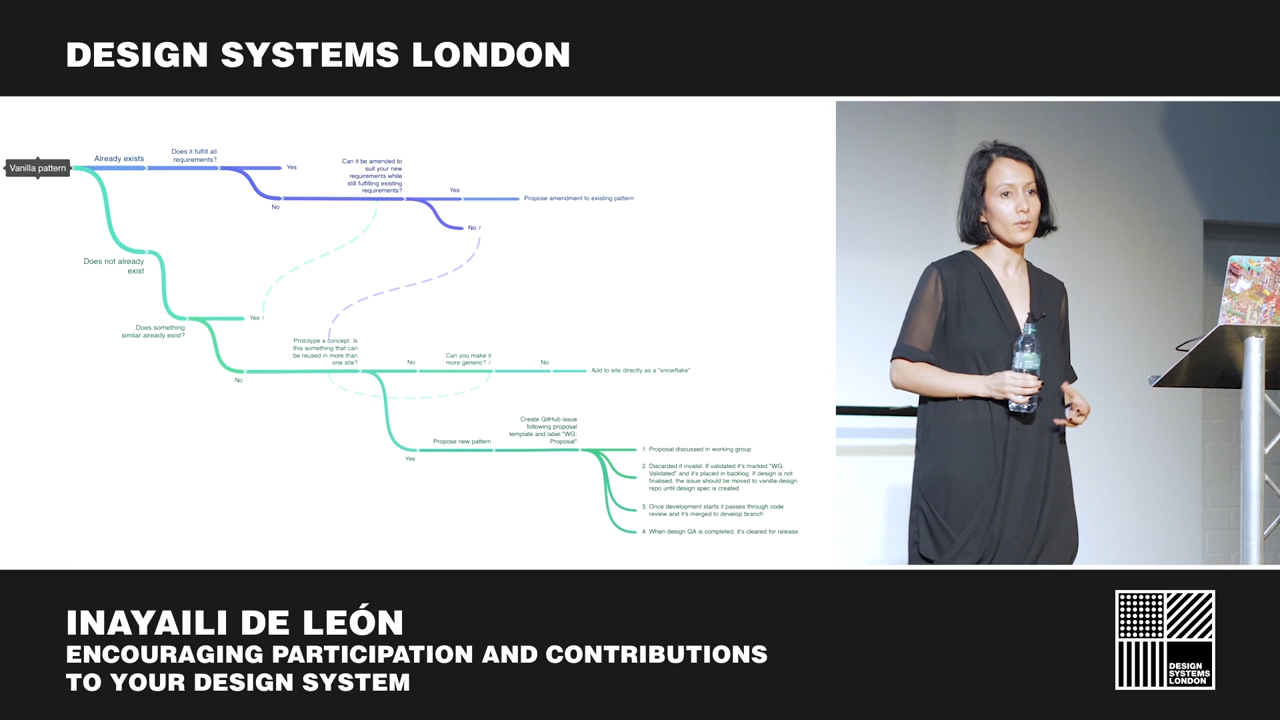 DESIGN SYSTEMS LONDON
Vanilla pattern
Already exists
Does it fulfill all
requirements?
Yes
No
Can it be amended to
suit your new
requirements while
still fulfilling existing
requirements?
Yes
Propose amendment to existing pattern
No
Does not already
exist
Does something
similar already exist?
Yes
No
Prototype a concept: Is
this something that can
be reused in more than
one site?
No
Can you make it
more generic?
No
Add to site directly as a "snowflake"
Yes
Propose new pattern
Create GitHub issue
following proposal
template and label "WG:
Proposal"
1. Proposal discussed in working group
2. Discarded if invalid. If validated it's marked "WG:
Validated" and it's placed in backlog. If design is not
finalised, the issue should be moved to vanilla-design
repo until design spec is created
3. Once development starts it passes through code
review and it's merged to develop branch
4. When design QA is completed, it's cleared for release
INAYAILI DE LEÓN
ENCOURAGING PARTICIPATION AND CONTRIBUTIONS
TO YOUR DESIGN SYSTEM
DESIGN
SYSTEMS
LONDON